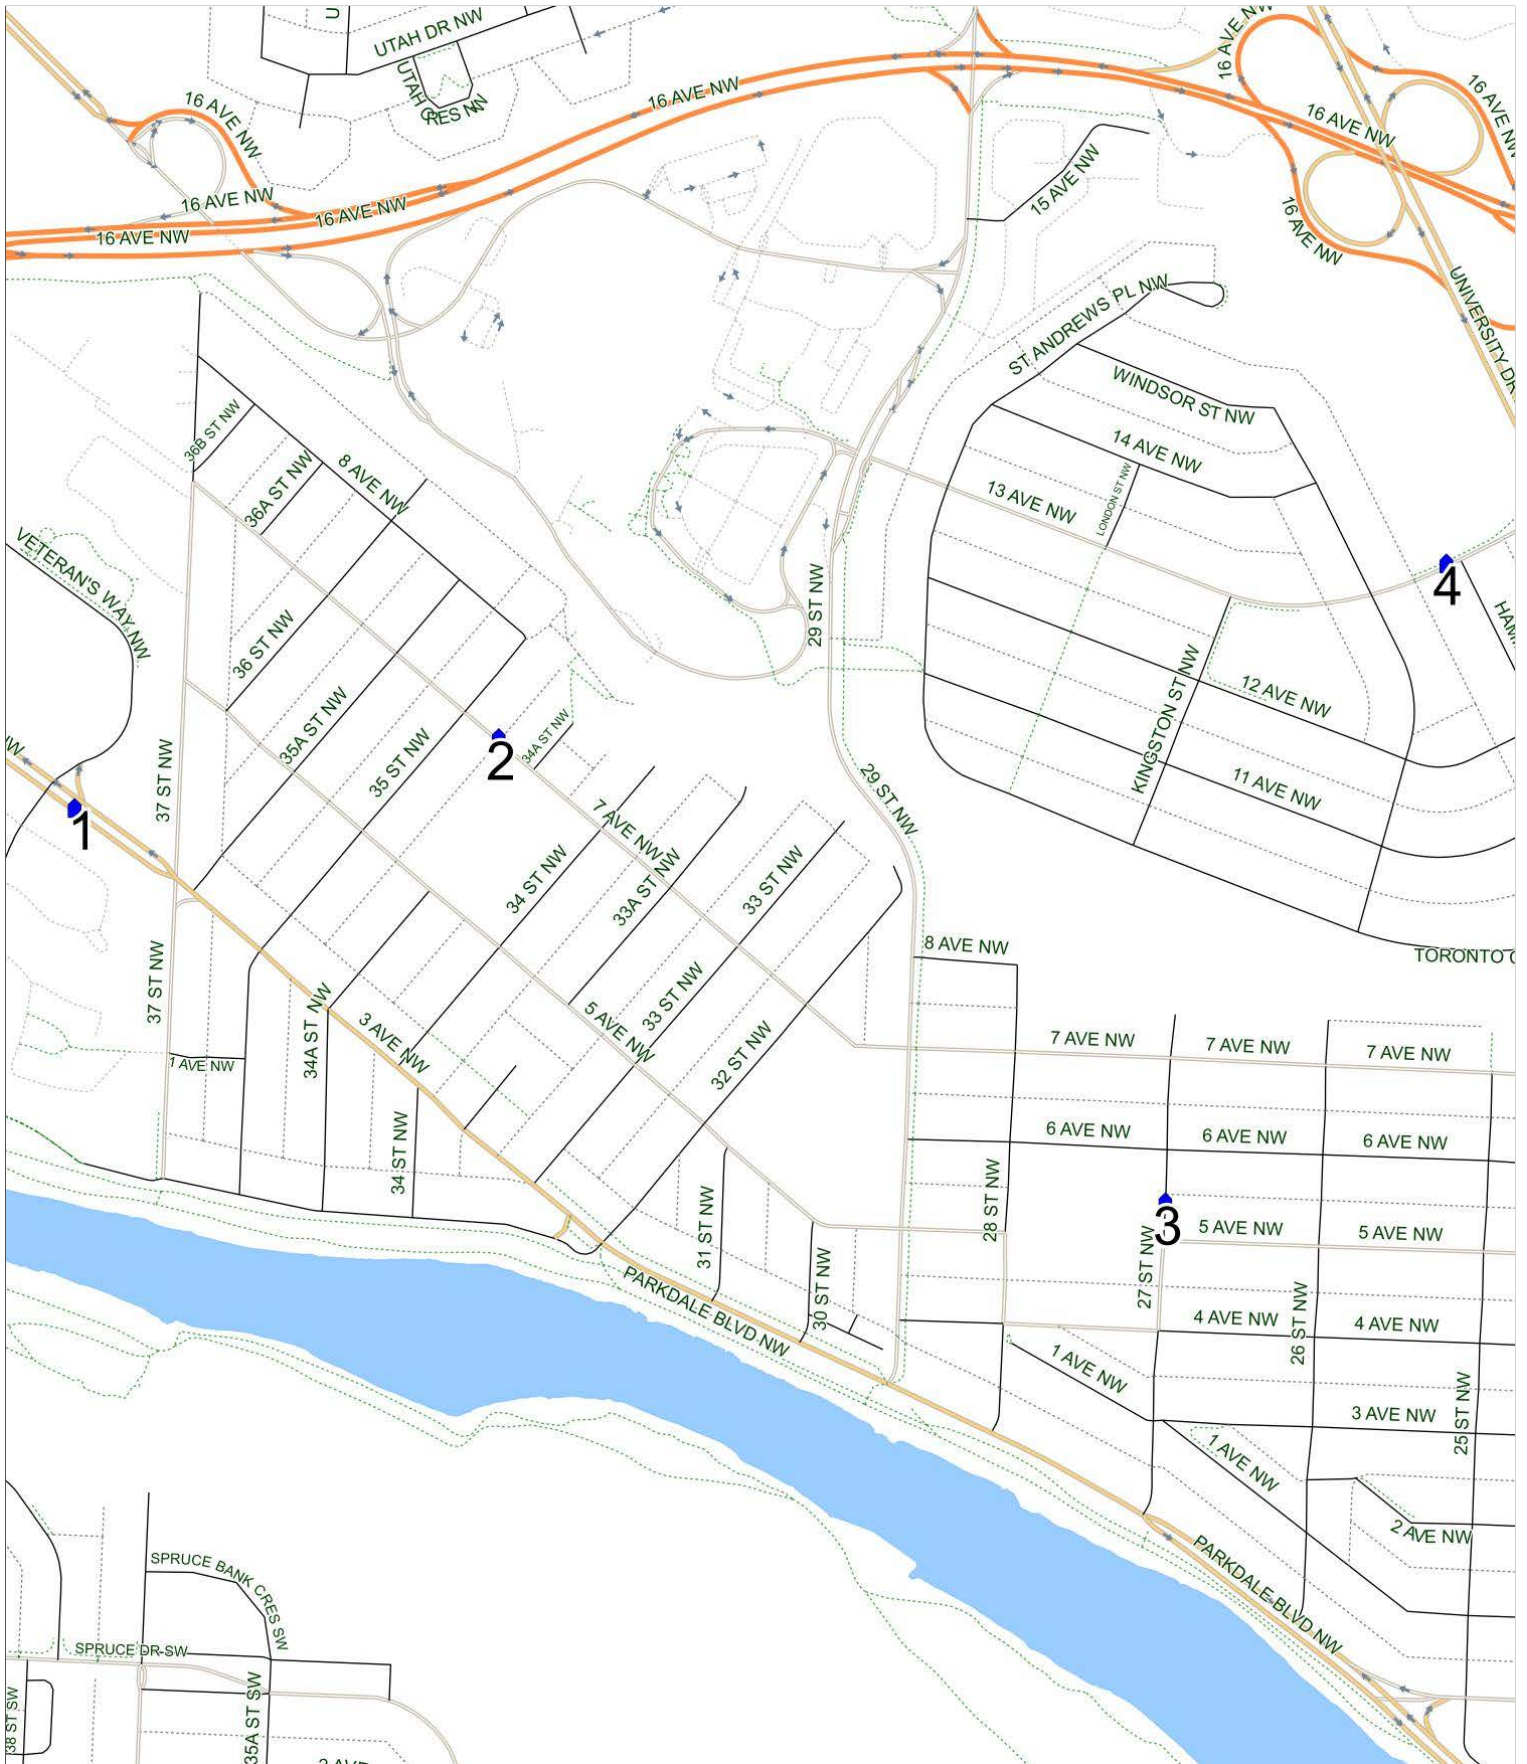 U
UTAH DR NW
16 AVE NW
UTAH
CRES NW
16 AVE NW
16 AVE NW
16 AVE NW
16 AVE NW
16 AVE NW
15 AVE NW
16 AVE NW
16 AVE NW
16 AVE NW
16 AVE NW
UNIVERSITY DR
ST ANDREWS PL NW
WINDSOR ST NW
36B ST NW
14 AVE NW
8 AVE NW
36A ST NW
LONDON ST NW
13 AVE NW
VETERAN'S WAY NW
29 ST NW
4
HAM
36 ST NW
KINGSTON ST NW
12 AVE NW
35A ST NW
34A ST NW
2
35 ST NW
W
37 ST NW
29 ST NW
11 AVE NW
1
7 AVE NW
34 ST NW
33A ST NW
33 ST NW
8 AVE NW
TORONTO C
37 ST NW
33 ST NW
34A ST NW
3 AVE NW
5 AVE NW
7 AVE NW
7 AVE NW
7 AVE NW
1 AVE NW
32 ST NW
34 ST NW
6 AVE NW
6 AVE NW
6 AVE NW
28 ST NW
31 ST NW
3
5 AVE NW
5 AVE NW
27 ST NW
30 ST NW
PARKDALE BLVD NW
26 ST NW
4 AVE NW
4 AVE NW
1 AVE NW
25 ST NW
3 AVE NW
1 AVE NW
2 AVE NW
PARKDALE BLVD NW
SPRUCE BANK CRES SW
SPRUCE DR SW
38 ST SW
35A ST SW
2 AVE